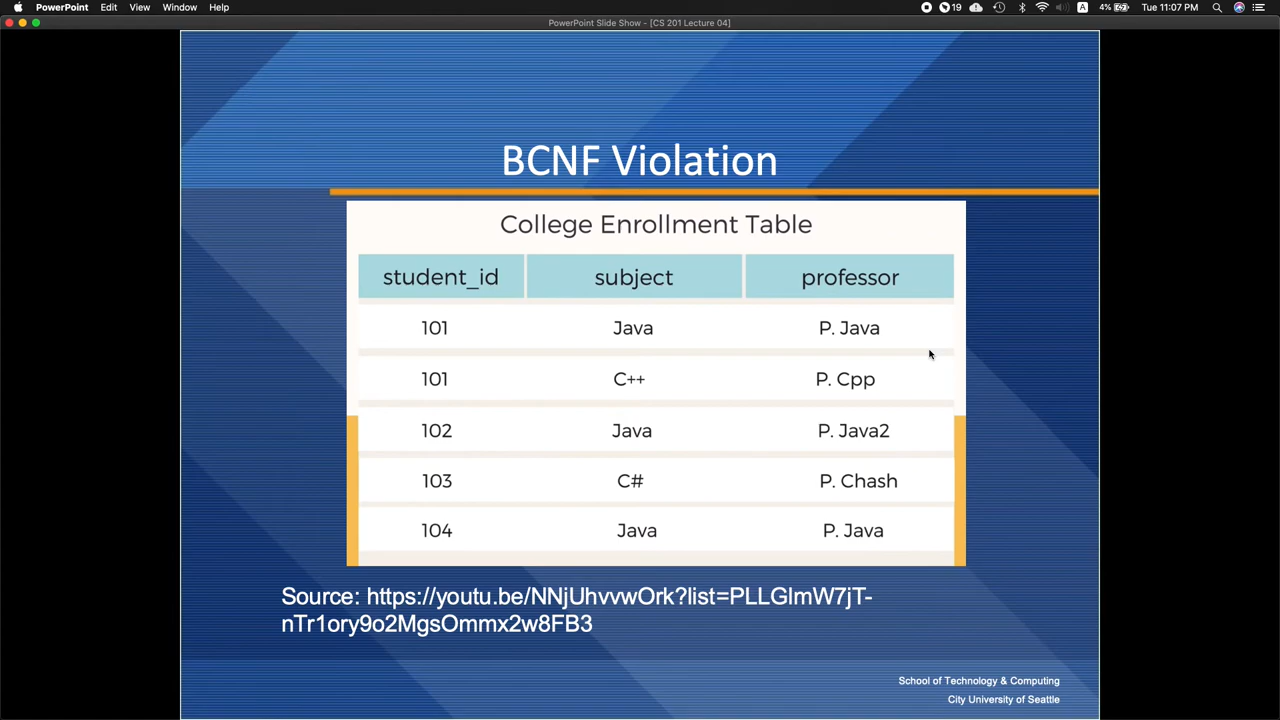 PowerPoint Edit View Window Help 19 A 4% Tue 11:07 PM
PowerPoint Slide Show - [CS 201 Lecture 04]
BCNF Violation
College Enrollment Table
student_id subject professor
101 Java P. Java
101 C++ P. Cpp
102 Java P. Java2
103 C# P. Chash
104 Java P. Java
Source: https://youtu.be/NNjUhvvwOrk?list=PLLGlmW7jT-
nTr1ory9o2MgsOmmx2w8FB3
School of Technology & Computing
City University of Seattle